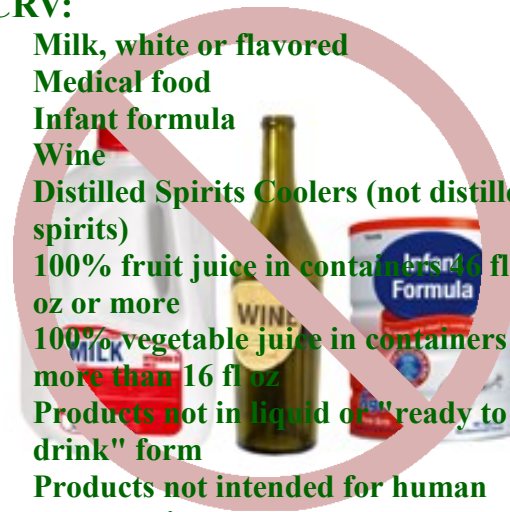 CRV:
Milk, white or flavored
Medical food
Infant formula
Wine
Distilled Spirits Coolers (not distille
spirits)
100% fruit juice in containers 46 fl
oz or more
100% vegetable juice in containers
more than 16 fl oz
Products not in liquid or "ready to
drink" form
Products not intended for human
Infant
Formula
WINE
MILK